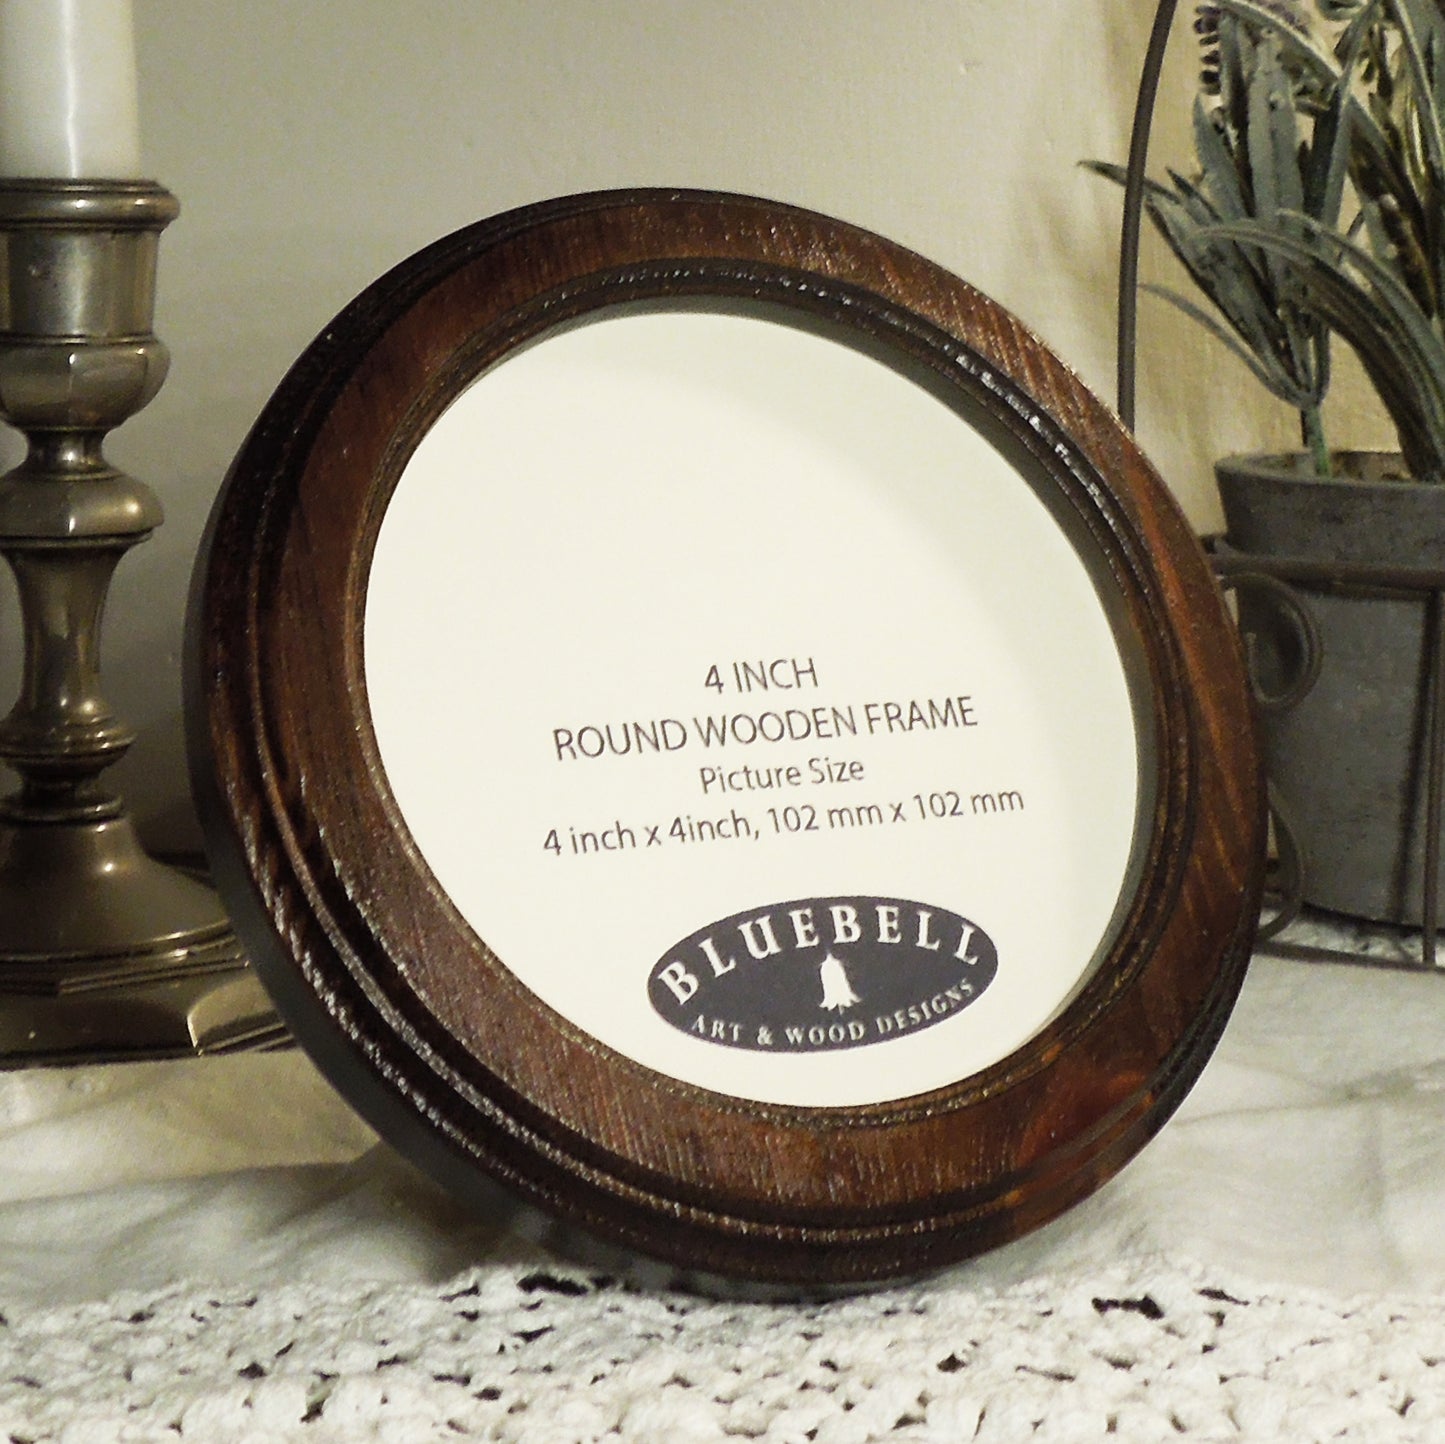 4 INCH
ROUND WOODEN FRAME
Picture Size
4 inch x 4inch, 102 mm x 102 mm
BLUEBELL
ART & WOOD DESIGNS